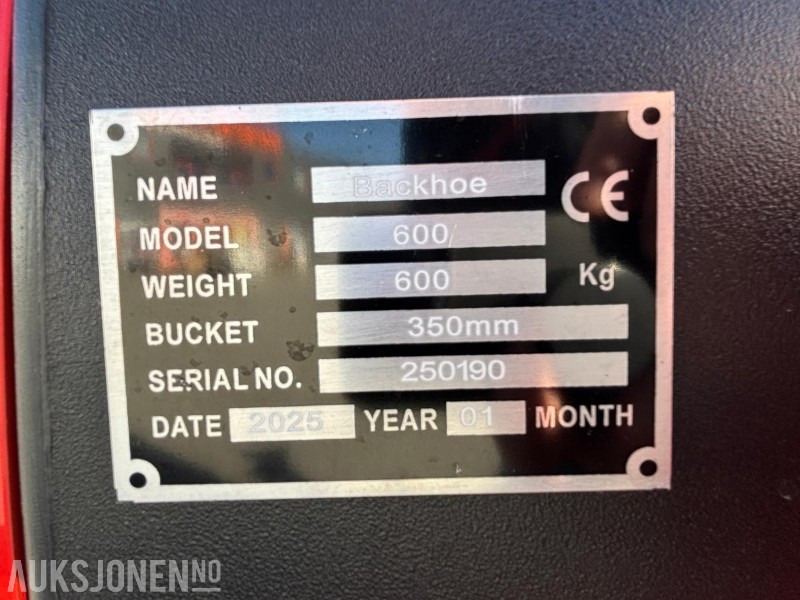 NAME Backhoe CE
MODEL 600
WEIGHT 600 Kg
BUCKET 350mm
SERIAL NO. 250190
DATE 2025 YEAR 01 MONTH
AUKSJONEN.NO